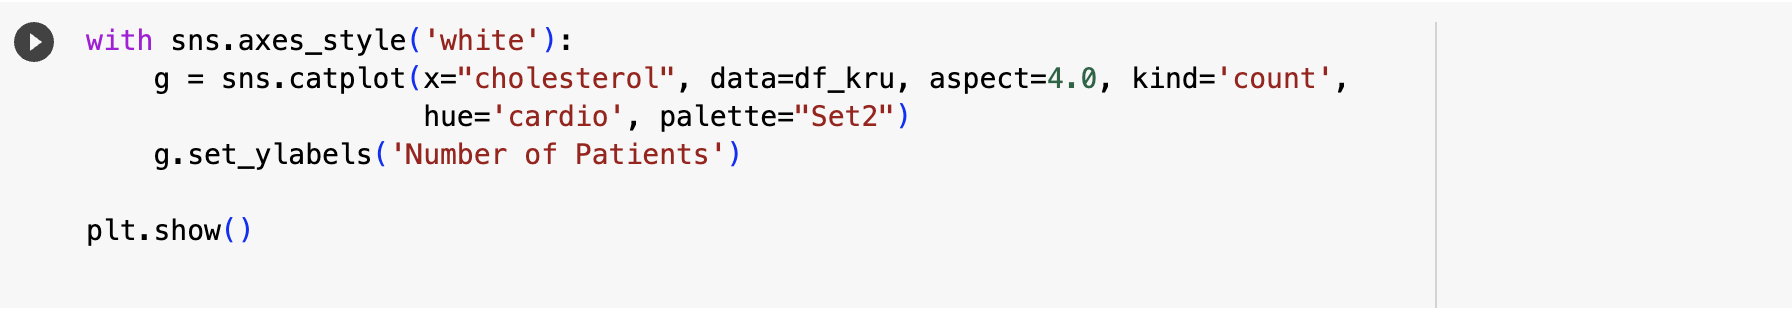 with sns.axes_style('white'):
    g = sns.catplot(x="cholesterol", data=df_kru, aspect=4.0, kind='count',
                    hue='cardio', palette="Set2")
    g.set_ylabels('Number of Patients')

plt.show()